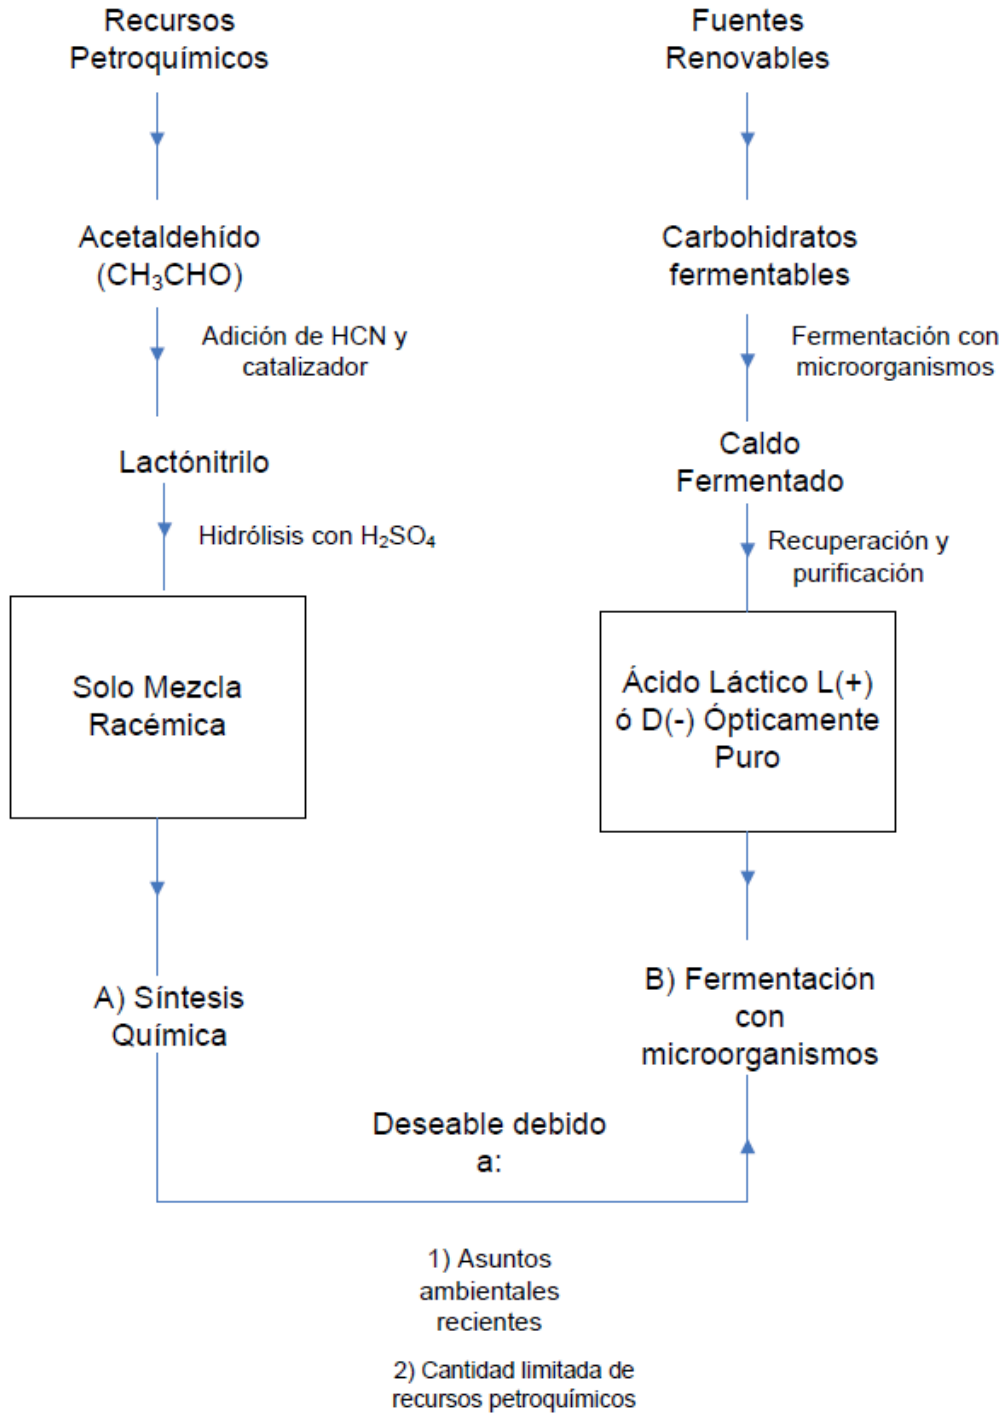 Recursos
Petroquímicos
Acetaldehído
(CH₃CHO)
Adición de HCN y
catalizador
Lactónitrilo
Hidrólisis con H₂SO₄
Solo Mezcla
Racémica
A) Síntesis
Química
Fuentes
Renovables
Carbohidratos
fermentables
Fermentación con
microorganismos
Caldo
Fermentado
Recuperación y
purificación
Ácido Láctico L(+)
ó D(-) Ópticamente
Puro
B) Fermentación
con
microorganismos
Deseable debido
a:
1) Asuntos
ambientales
recientes
2) Cantidad limitada de
recursos petroquímicos